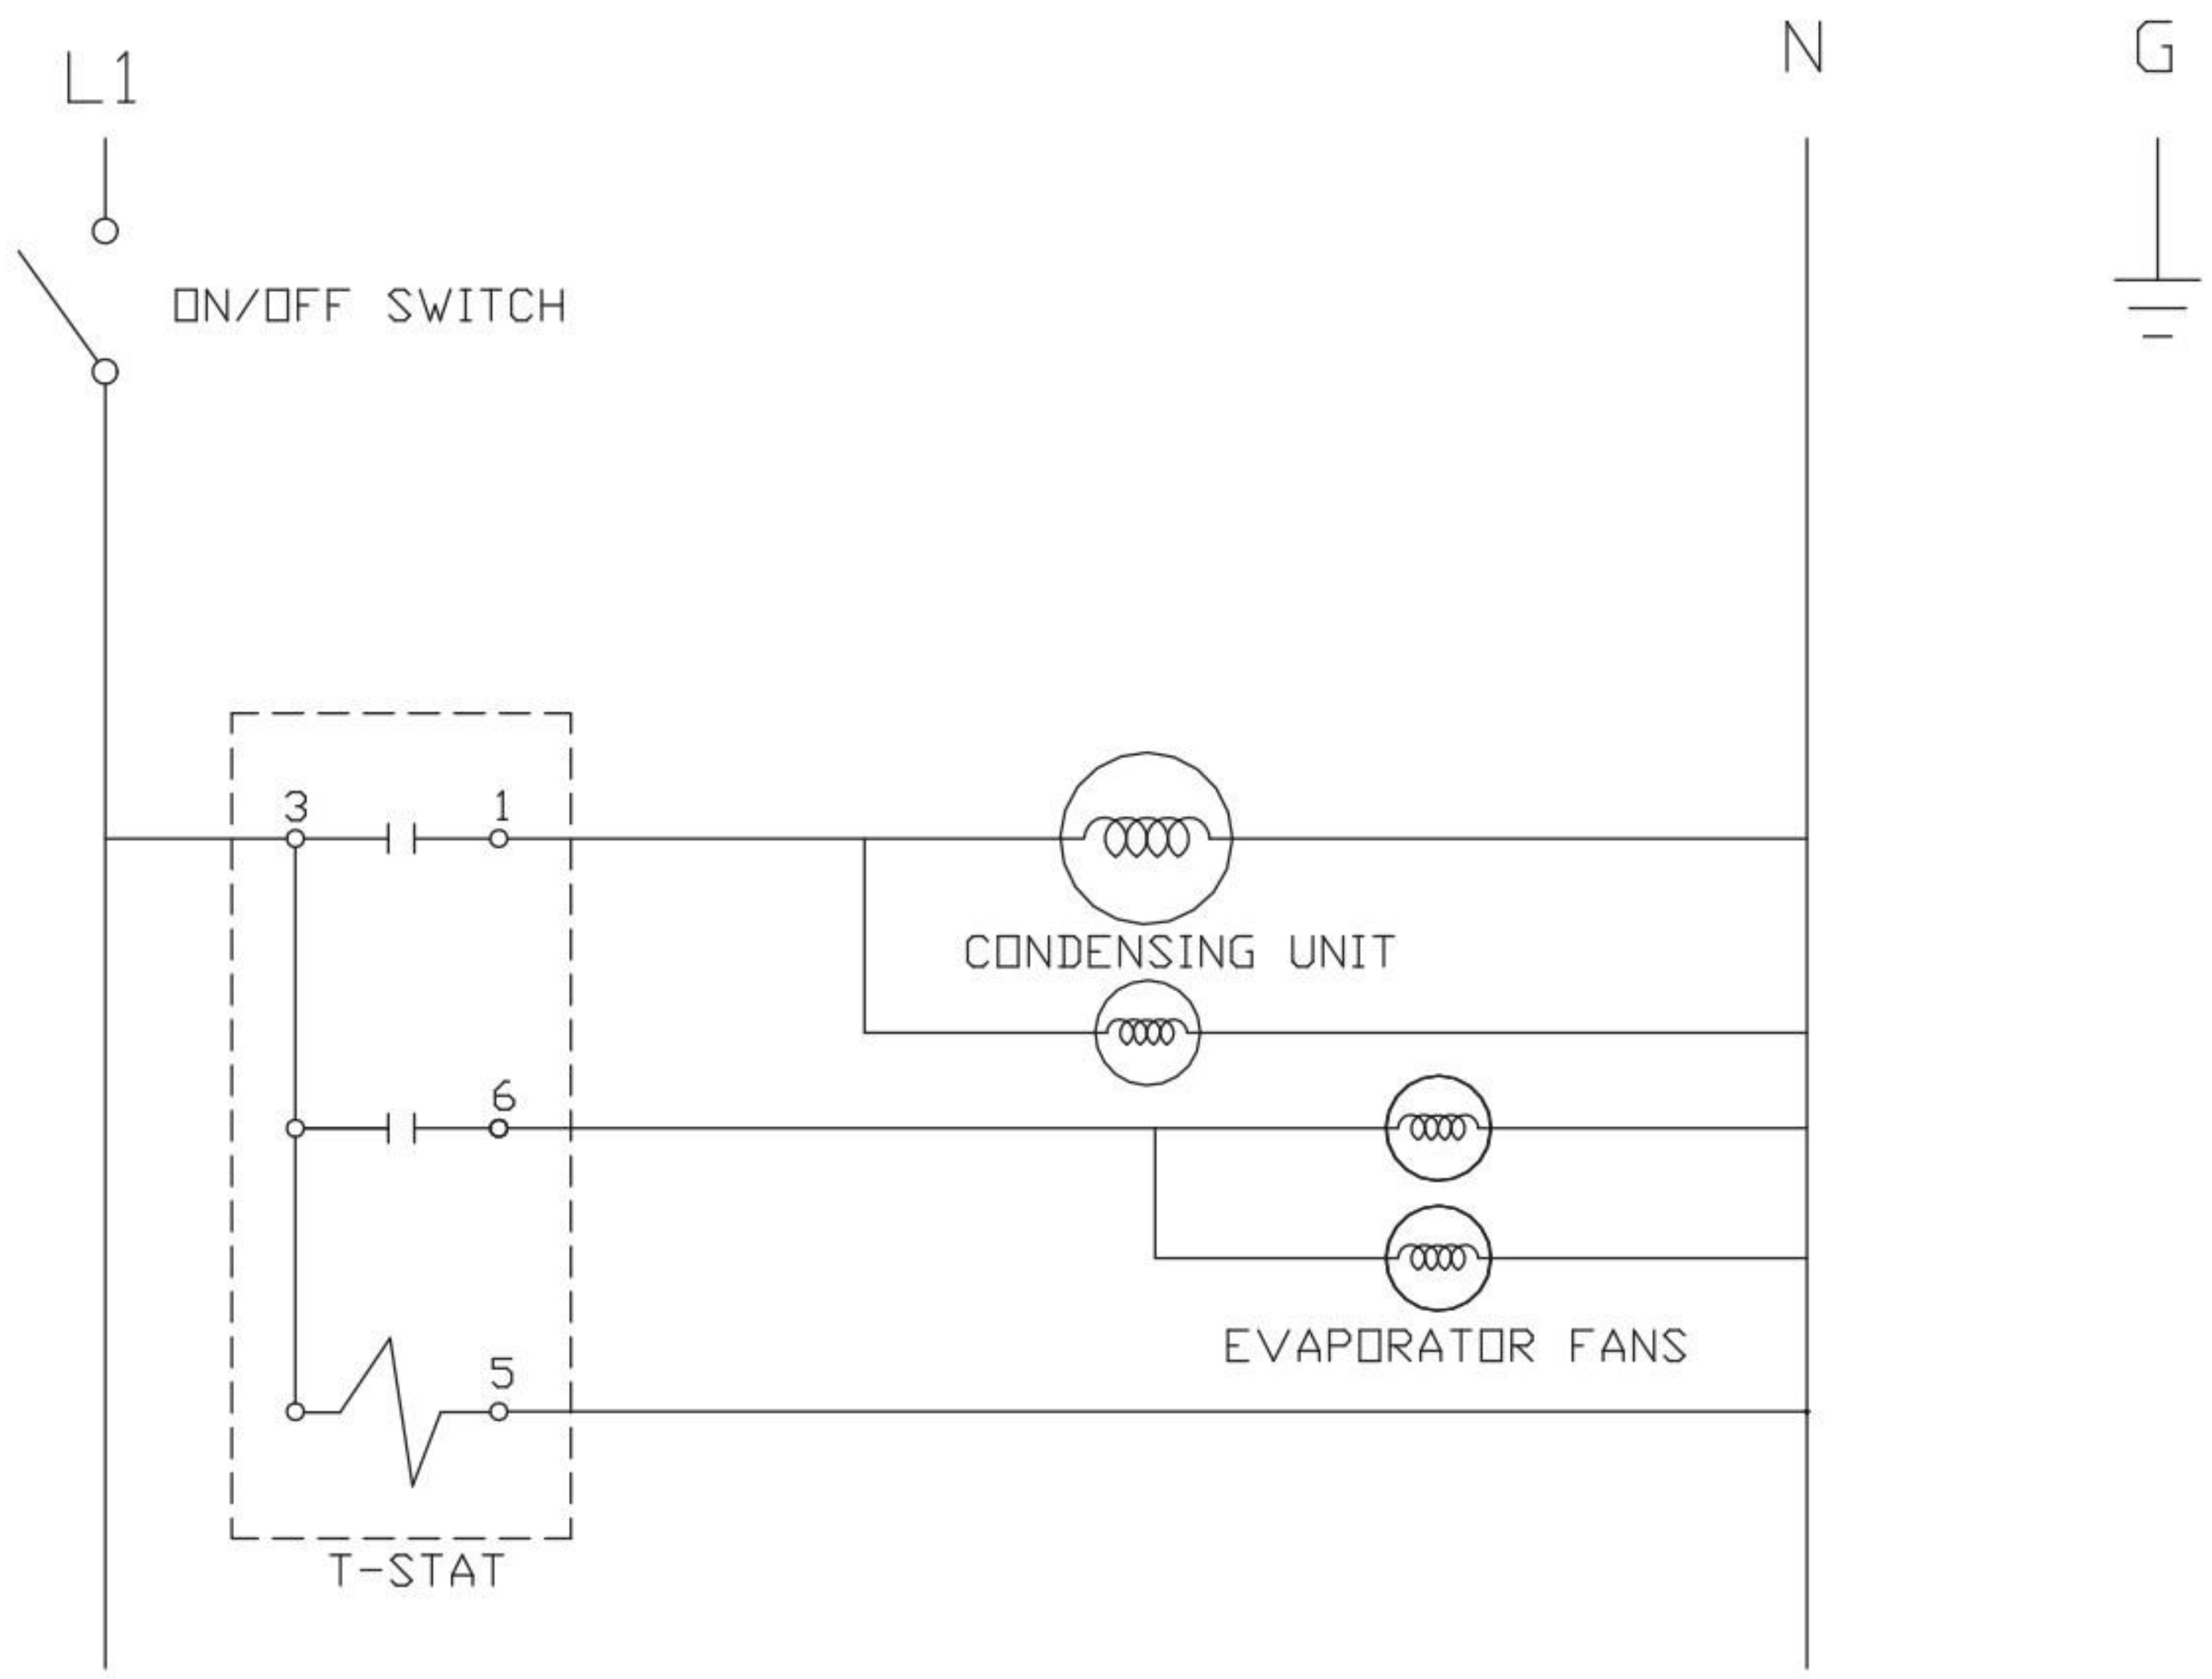 L1
N
G
ON/OFF SWITCH
3
1
CONDENSING UNIT
6
EVAPORATOR FANS
5
T-STAT